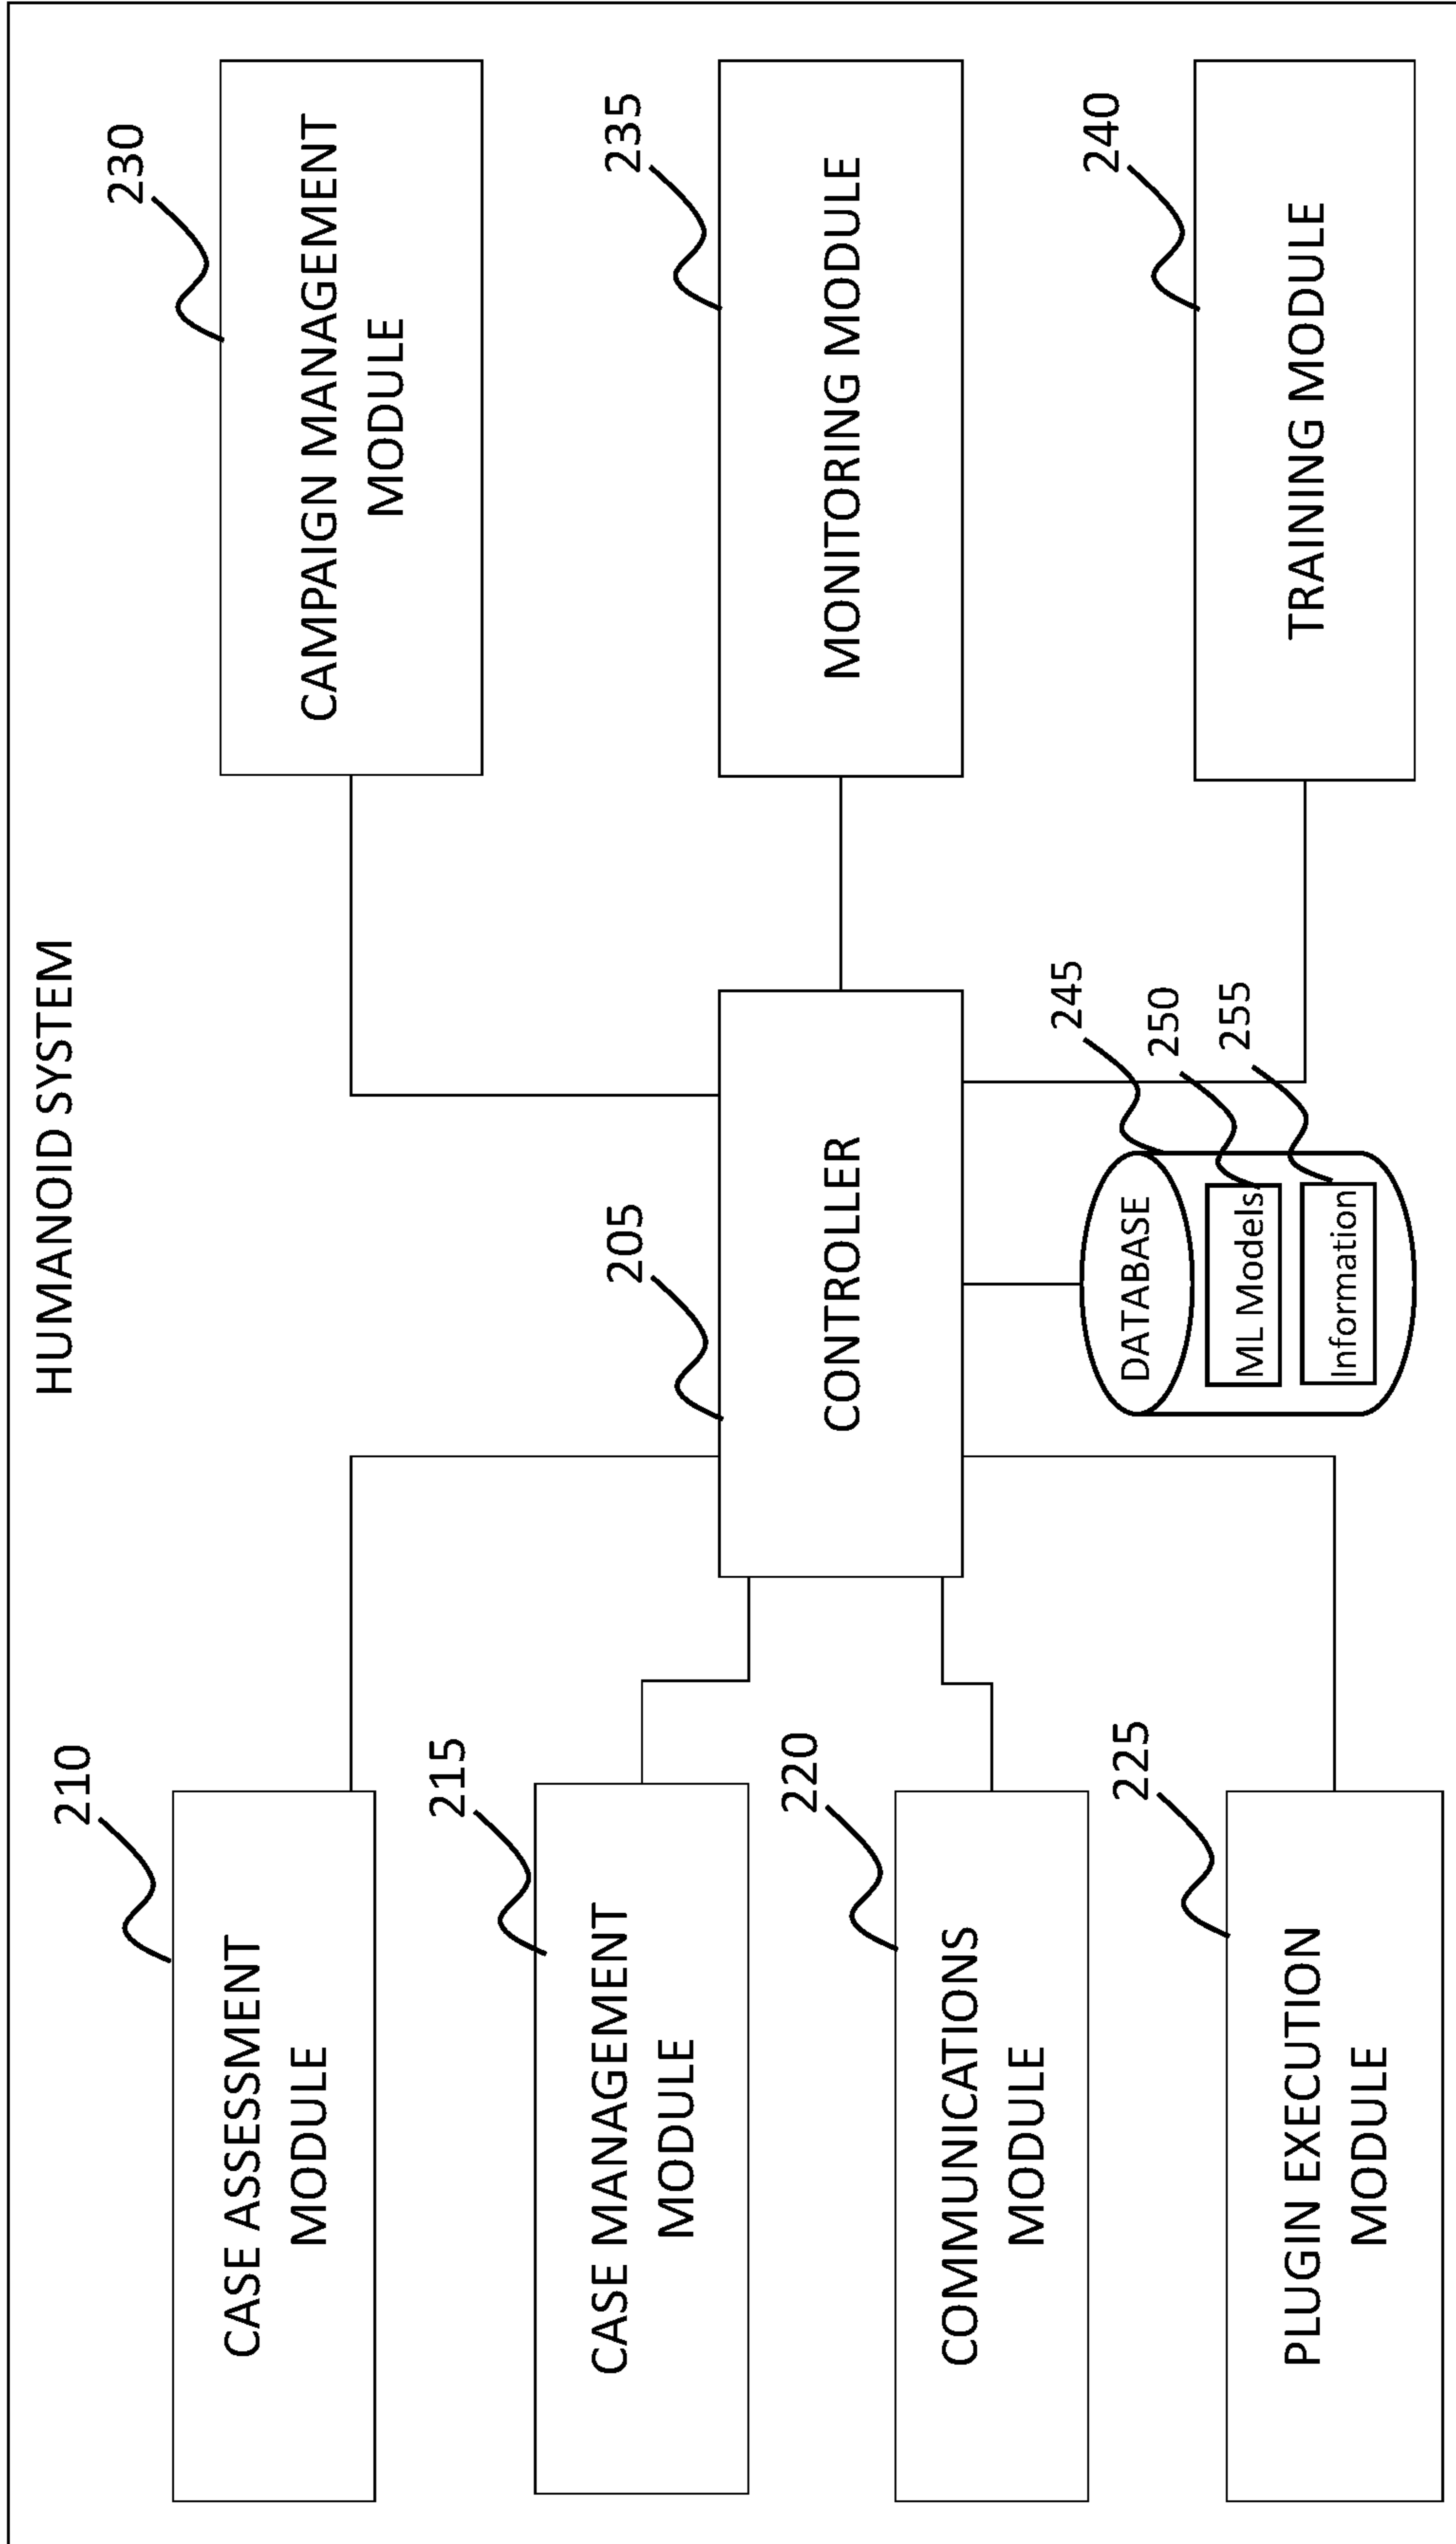 HUMANOID SYSTEM
210
CASE ASSESSMENT
MODULE
215
CASE MANAGEMENT
MODULE
220
COMMUNICATIONS
MODULE
225
PLUGIN EXECUTION
MODULE
205
CONTROLLER
245
DATABASE
250
ML Models
255
Information
230
CAMPAIGN MANAGEMENT
MODULE
235
MONITORING MODULE
240
TRAINING MODULE